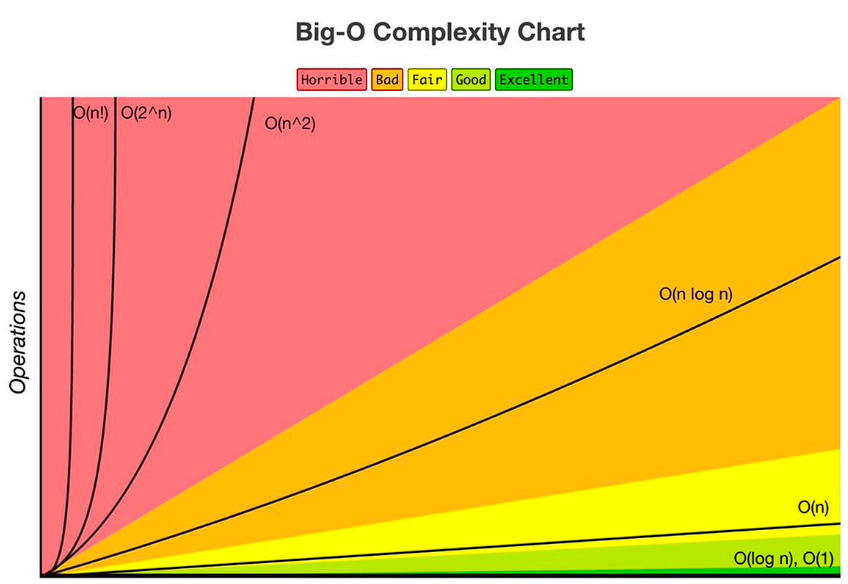 Big-O Complexity Chart
Horrible Bad Fair Good Excellent
O(n!) O(2^n)
O(n^2)
O(n log n)
Operations
O(n)
O(log n), O(1)